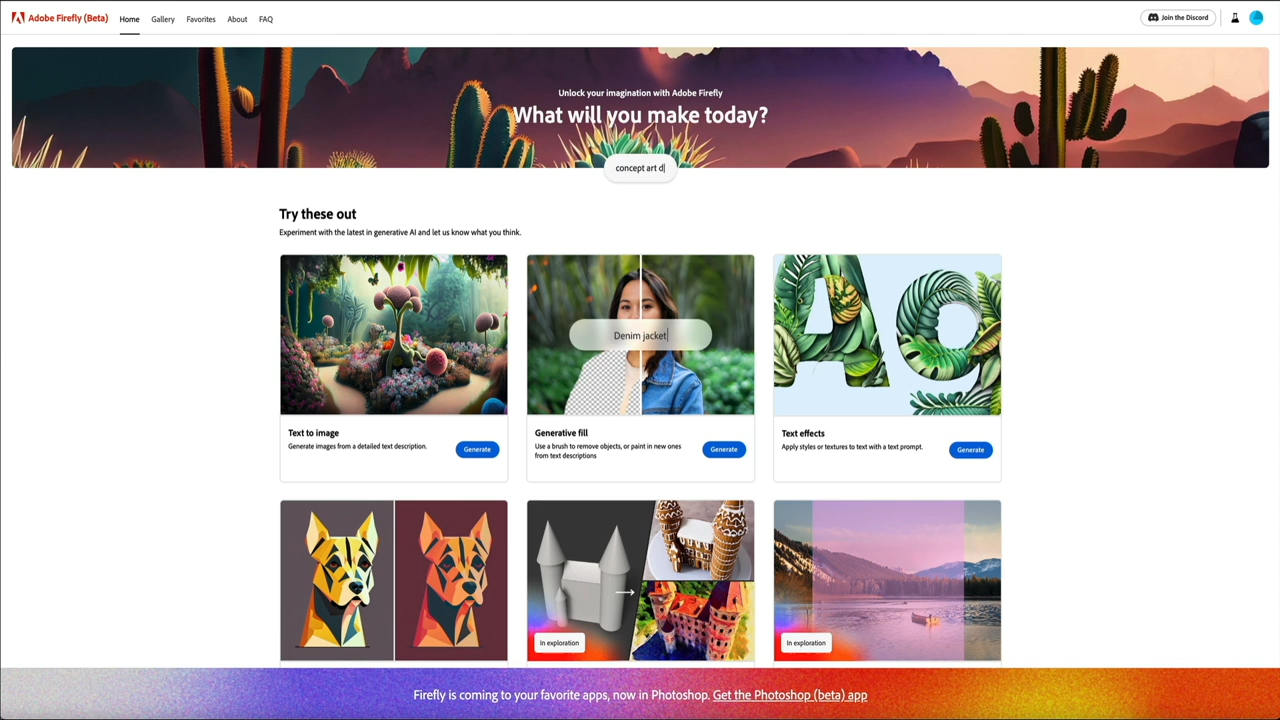 Adobe Firefly (Beta)
Home
Gallery
Favorites
About
FAQ
Join the Discord
Unlock your imagination with Adobe Firefly
What will you make today?
concept art d
Try these out
Experiment with the latest in generative AI and let us know what you think.
Denim jacket
Ag
Text to image
Generate images from a detailed text description.
Generate
Generative fill
Use a brush to remove objects, or paint in new ones
from text descriptions
Generate
Text effects
Apply styles or textures to text with a text prompt.
Generate
In exploration
In exploration
Firefly is coming to your favorite apps, now in Photoshop. Get the Photoshop (beta) app